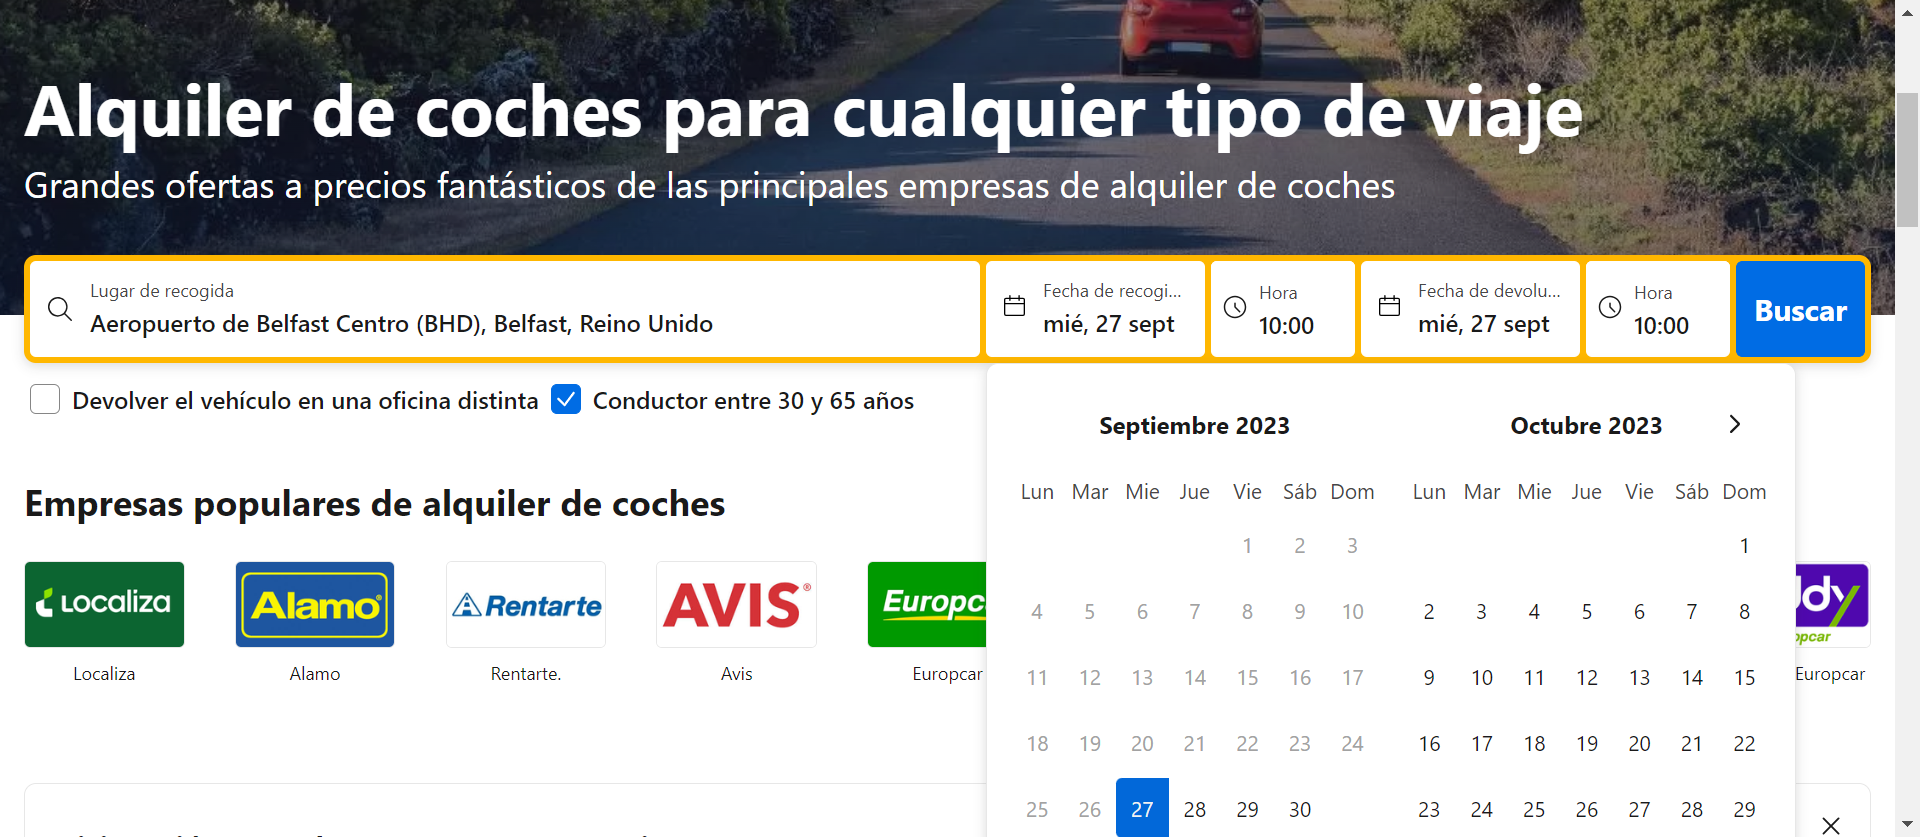 Alquiler de coches para cualquier tipo de viaje
Grandes ofertas a precios fantásticos de las principales empresas de alquiler de coches
Lugar de recogida
Aeropuerto de Belfast Centro (BHD), Belfast, Reino Unido
Fecha de recogi...
mié, 27 sept
Hora
10:00
Fecha de devolu...
mié, 27 sept
Hora
10:00
Buscar
Devolver el vehículo en una oficina distinta
Conductor entre 30 y 65 años
Septiembre 2023
Lun Mar Mie Jue Vie Sáb Dom
1 2 3
4 5 6 7 8 9 10
11 12 13 14 15 16 17
18 19 20 21 22 23 24
25 26 27 28 29 30
Octubre 2023
Lun Mar Mie Jue Vie Sáb Dom
1
2 3 4 5 6 7 8
9 10 11 12 13 14 15
16 17 18 19 20 21 22
23 24 25 26 27 28 29
Empresas populares de alquiler de coches
Localiza
Alamo
Rentarte
AVIS
Europc
ddy
opcar
Localiza
Alamo
Rentarte.
Avis
Europcar
Europcar